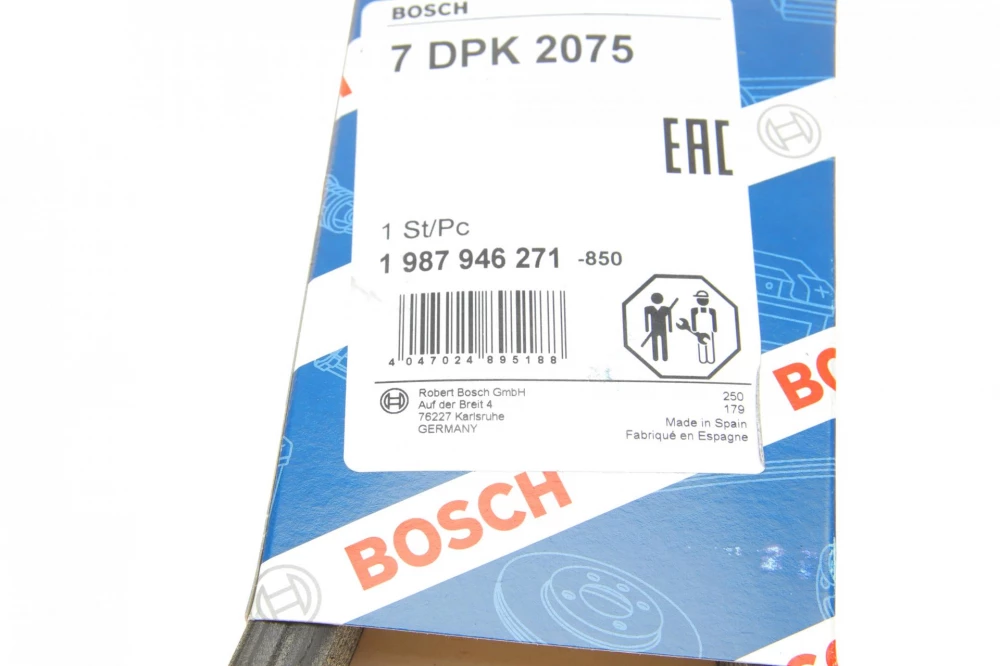 BOSCH
7 DPK 2075
EAC
1 St/Pc
1 987 946 271 -850
4 047024 895188
Robert Bosch GmbH
Auf der Breit 4
76227 Karlsruhe
GERMANY
250
179
Made in Spain
Fabriqué en Espagne
BOSCH
BOSCH